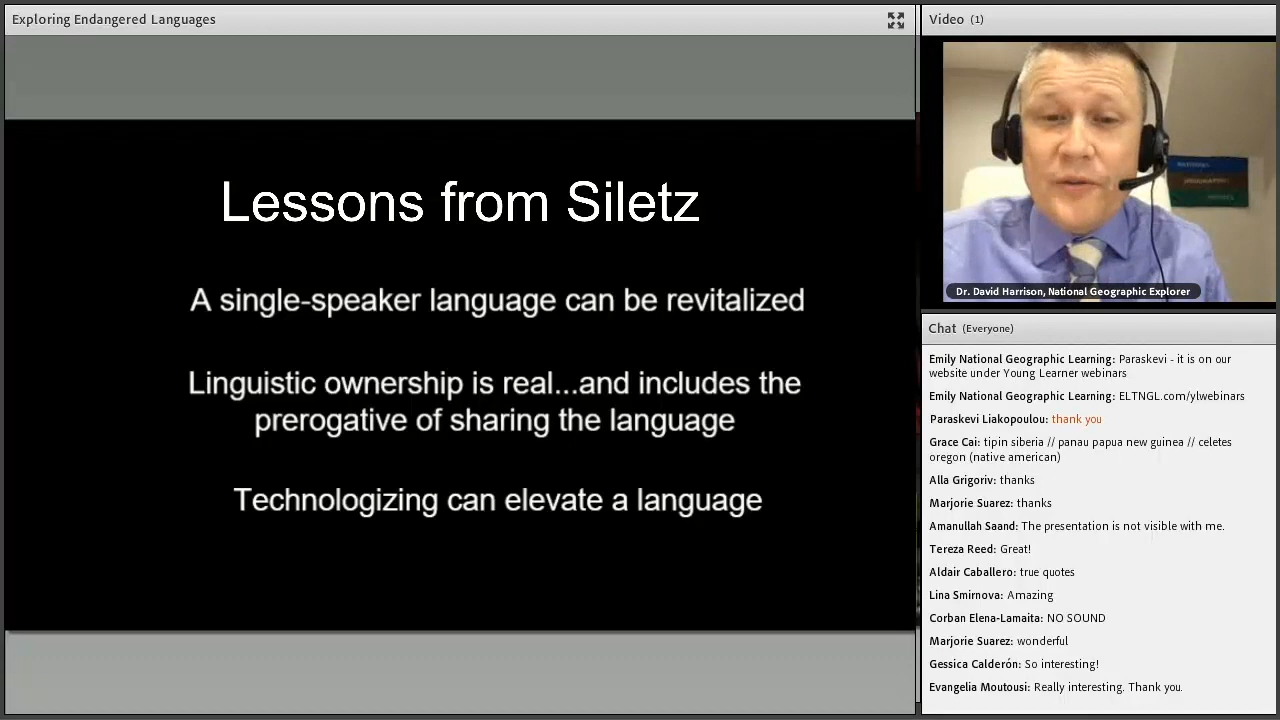 Exploring Endangered Languages
Lessons from Siletz
A single-speaker language can be revitalized
Linguistic ownership is real...and includes the
prerogative of sharing the language
Technologizing can elevate a language
Video (1)
Dr. David Harrison, National Geographic Explorer
Chat (Everyone)
Emily National Geographic Learning: Paraskevi - it is on our
website under Young Learner webinars
Emily National Geographic Learning: ELTNGL.com/ylwebinars
Paraskevi Liakopoulou: thank you
Grace Cai: tipin siberia // panau papua new guinea // celetes
oregon (native american)
Alla Grigoriv: thanks
Marjorie Suarez: thanks
Amanullah Saand: The presentation is not visible with me.
Tereza Reed: Great!
Aldair Caballero: true quotes
Lina Smirnova: Amazing
Corban Elena-Lamaita: NO SOUND
Marjorie Suarez: wonderful
Gessica Calderón: So interesting!
Evangelia Moutousi: Really interesting. Thank you.